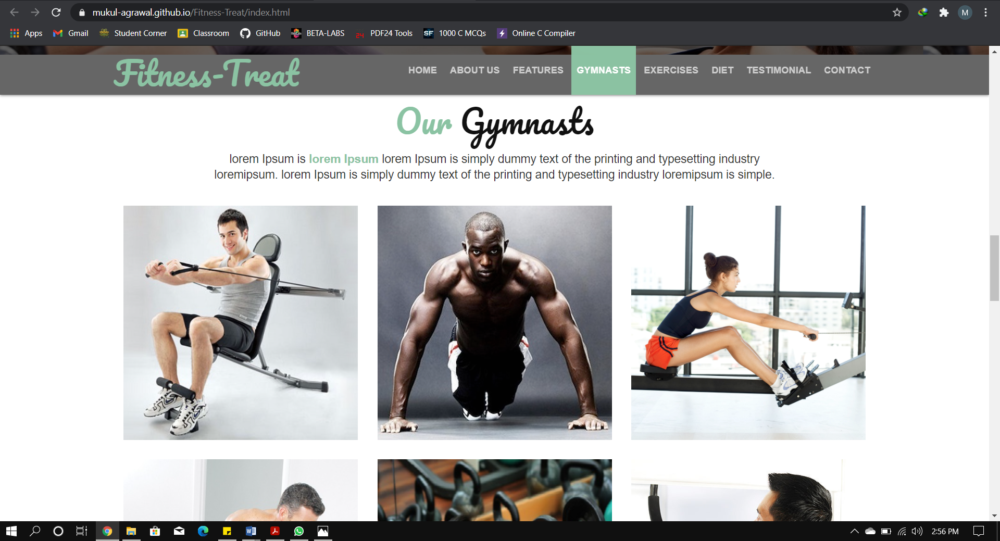 mukul-agrawal.github.io/Fitness-Treat/index.html
M
Apps Gmail Student Corner Classroom GitHub BETA-LABS 24 PDF24 Tools SF 1000 C MCQs Online C Compiler
Fitness-Treat
HOME ABOUT US FEATURES GYMNASTS EXERCISES DIET TESTIMONIAL CONTACT
Our Gymnasts
lorem Ipsum is lorem Ipsum lorem Ipsum is simply dummy text of the printing and typesetting industry
loremipsum. lorem Ipsum is simply dummy text of the printing and typesetting industry loremipsum is simple.
2:56 PM